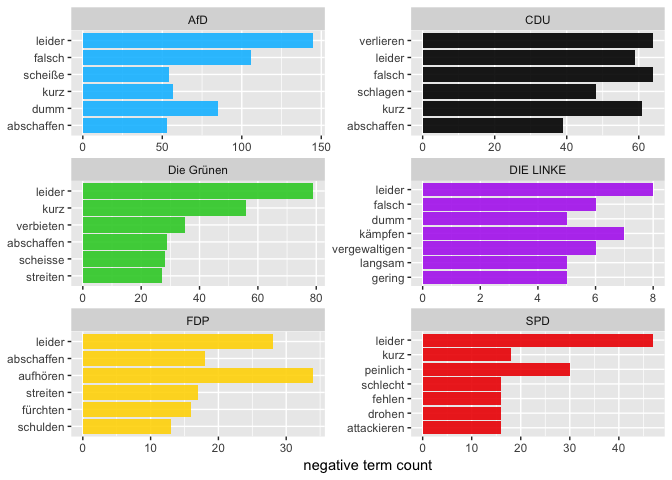 AfD
leider
falsch
scheiße
kurz
dumm
abschaffen
0 50 100 150
CDU
verlieren
leider
falsch
schlagen
kurz
abschaffen
0 20 40 60
Die Grünen
leider
kurz
verbieten
abschaffen
scheisse
streiten
0 20 40 60 80
DIE LINKE
leider
falsch
dumm
kämpfen
vergewaltigen
langsam
gering
0 2 4 6 8
FDP
leider
abschaffen
aufhören
streiten
fürchten
schulden
0 10 20 30
SPD
leider
kurz
peinlich
schlecht
fehlen
drohen
attackieren
0 10 20 30 40
negative term count